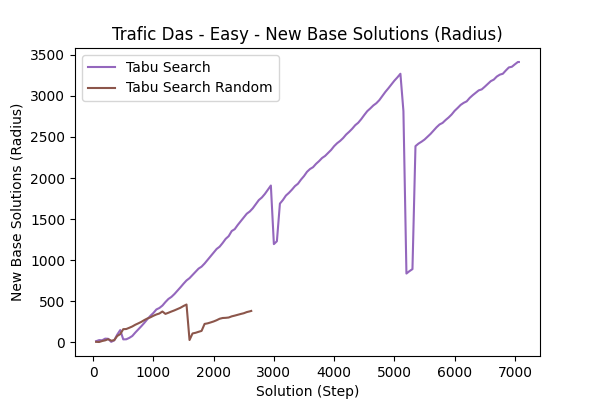 Trafic Das - Easy - New Base Solutions (Radius)
Tabu Search
Tabu Search Random
New Base Solutions (Radius)
3500
3000
2500
2000
1500
1000
500
0
0 1000 2000 3000 4000 5000 6000 7000
Solution (Step)